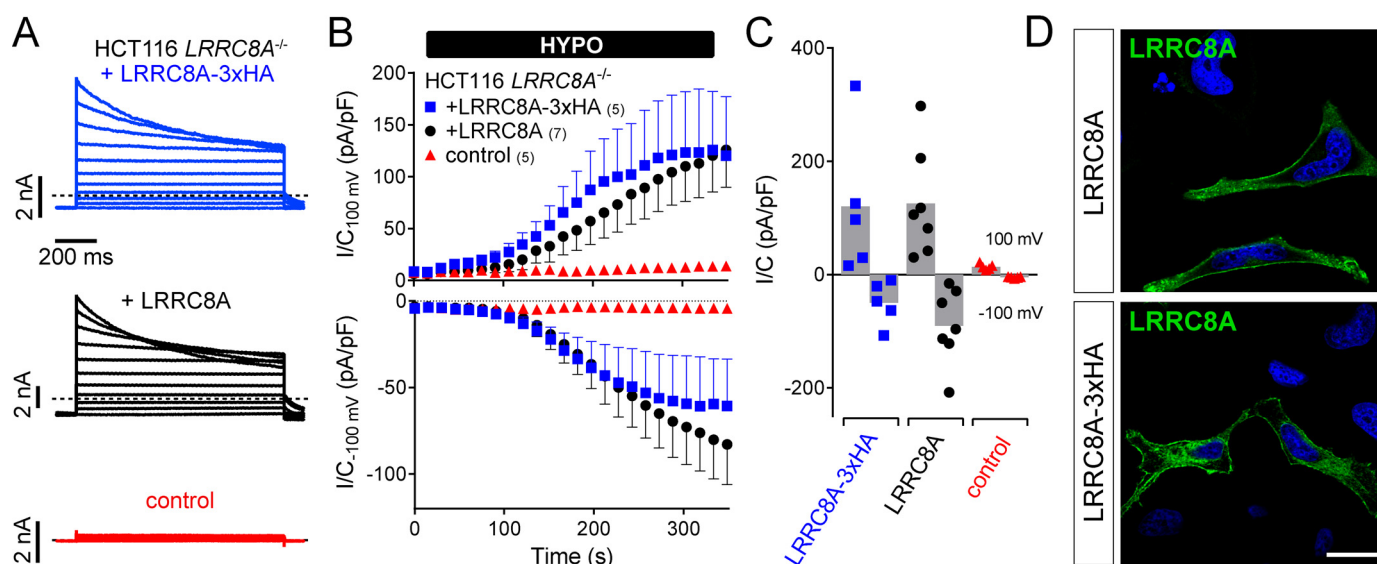 A
HCT116 LRRC8A-/-
+ LRRC8A-3xHA
2 nA
200 ms
+ LRRC8A
2 nA
control
2 nA
B
HYPO
HCT116 LRRC8A-/-
+LRRC8A-3xHA (5)
+LRRC8A (7)
control (5)
I/C100 mV (pA/pF)
200
150
100
50
0
I/C-100 mV (pA/pF)
0
-50
-100
0
100
200
300
Time (s)
C
I/C (pA/pF)
400
200
0
-200
100 mV
-100 mV
LRRC8A-3xHA
LRRC8A
control
D
LRRC8A
LRRC8A
LRRC8A-3xHA
LRRC8A